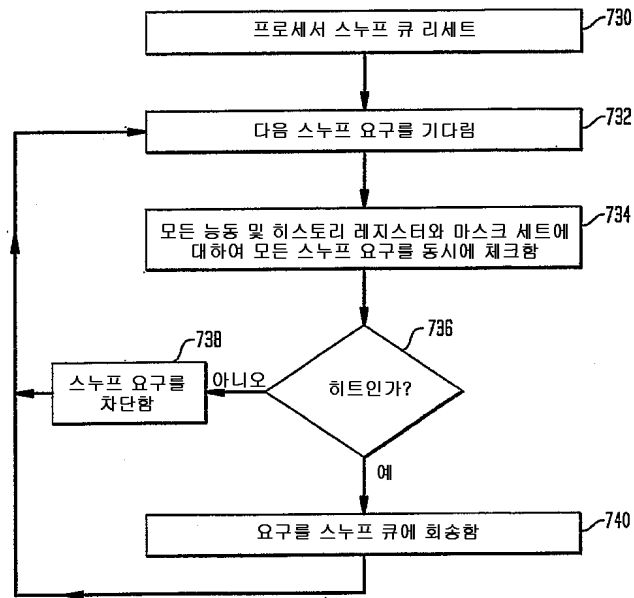 프로세서 스누프 큐 리세트
730
다음 스누프 요구를 기다림
732
모든 능동 및 히스토리 레지스터와 마스크 세트에
대하여 모든 스누프 요구를 동시에 체크함
734
736
738
스누프 요구를
차단함
아니오
히트인가?
예
요구를 스누프 큐에 회송함
740